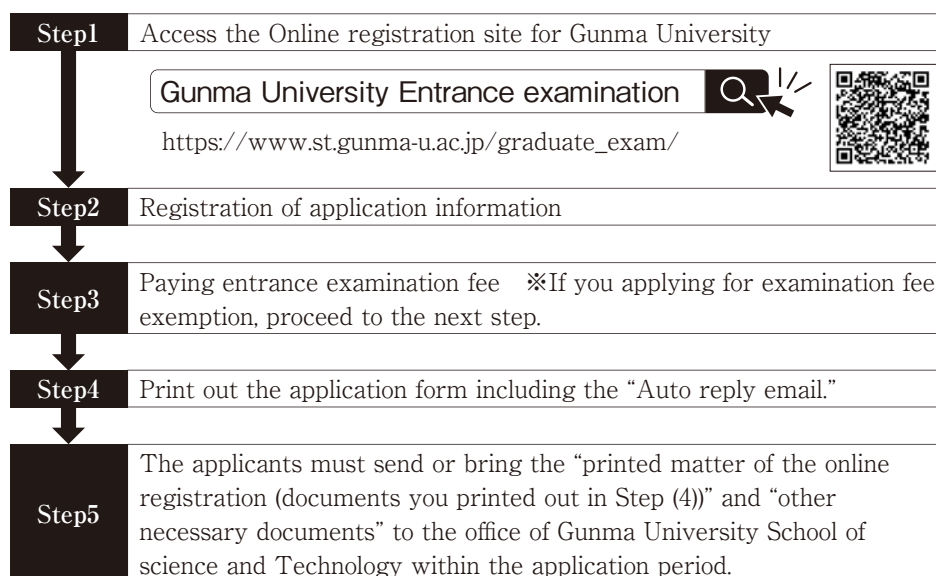 Step1 Access the Online registration site for Gunma University
Gunma University Entrance examination
https://www.st.gunma-u.ac.jp/graduate_exam/
Step2 Registration of application information
Step3 Paying entrance examination fee ※If you applying for examination fee
exemption, proceed to the next step.
Step4 Print out the application form including the “Auto reply email.”
Step5 The applicants must send or bring the “printed matter of the online
registration (documents you printed out in Step (4))” and “other
necessary documents” to the office of Gunma University School of
science and Technology within the application period.